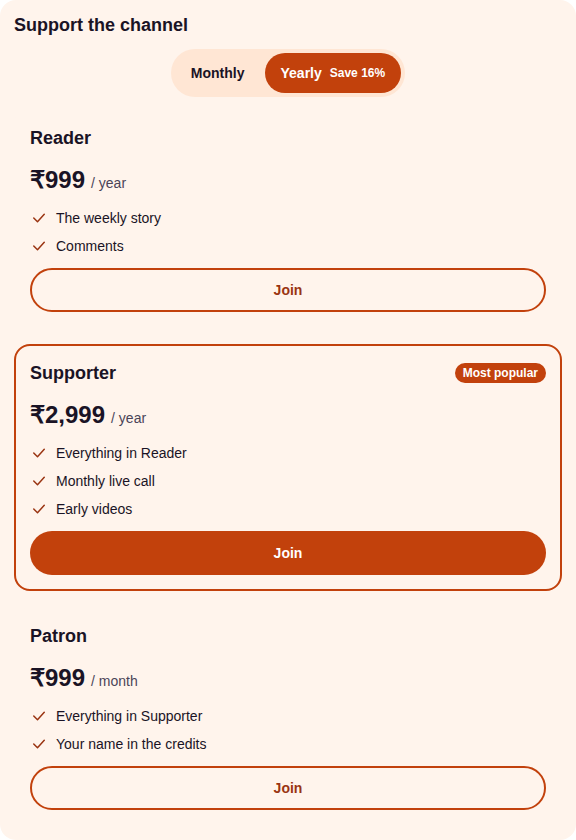 Support the channel
Monthly Yearly Save 16%
Reader
₹999 / year
The weekly story
Comments
Join
Supporter Most popular
₹2,999 / year
Everything in Reader
Monthly live call
Early videos
Join
Patron
₹999 / month
Everything in Supporter
Your name in the credits
Join